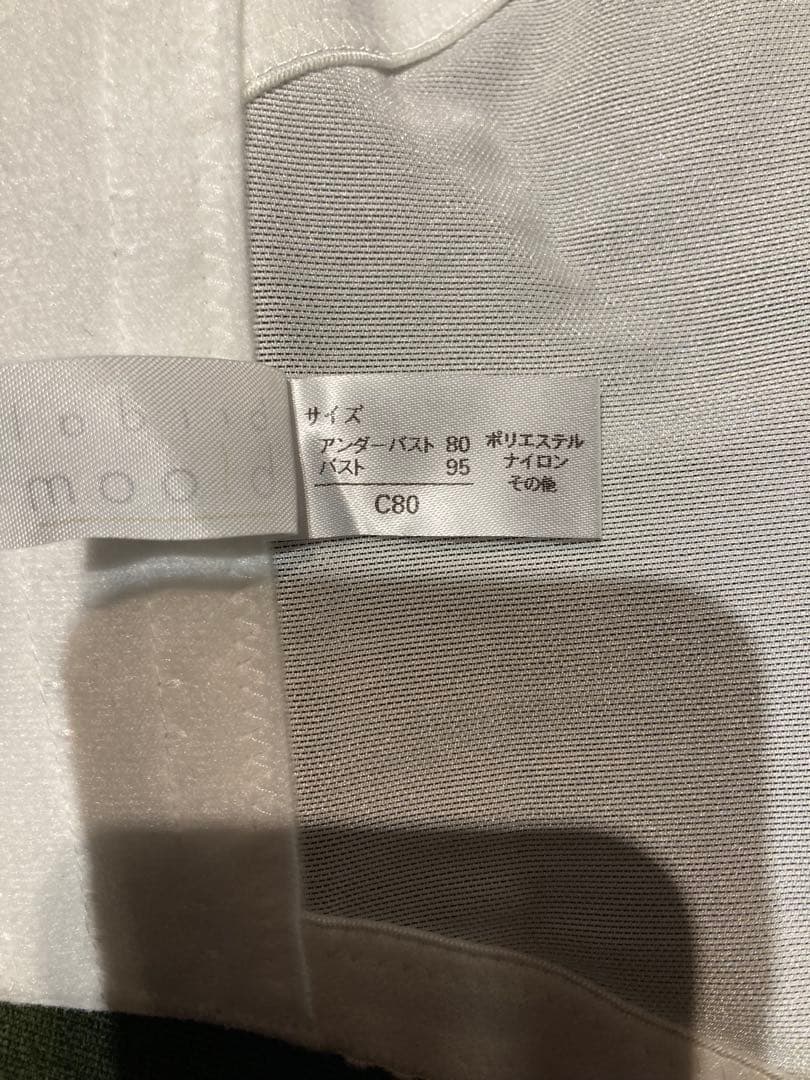 moo
サイズ
アンダーバスト 80
バスト 95
C80
ポリエステル
ナイロン
その他